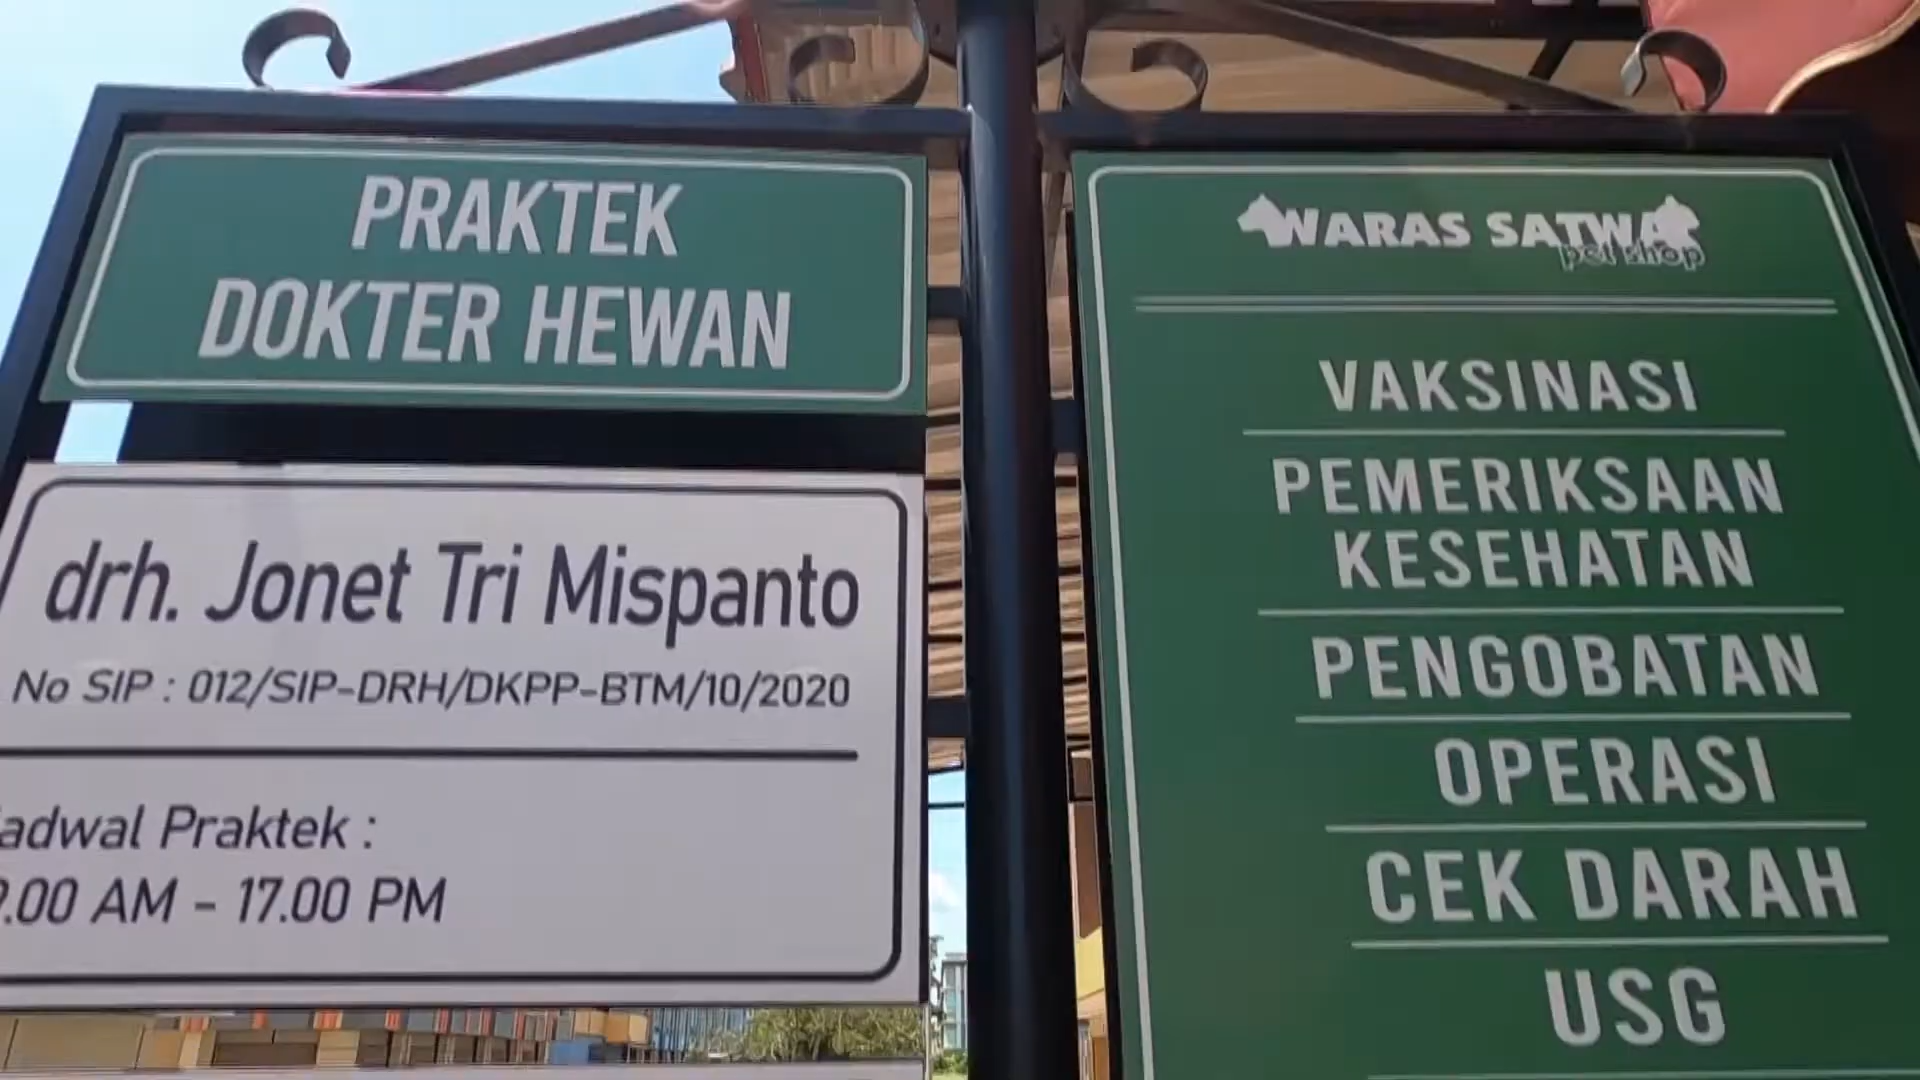 PRAKTEK
DOKTER HEWAN
drh. Jonet Tri Mispanto
No SIP : 012/SIP-DRH/DKPP-BTM/10/2020
adwal Praktek :
.00 AM - 17.00 PM
WARAS SATWA
pet shop
VAKSINASI
PEMERIKSAAN
KESEHATAN
PENGOBATAN
OPERASI
CEK DARAH
USG